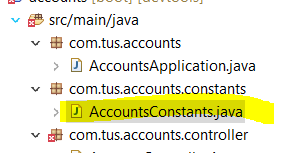 accounts [boot] [devtools]
src/main/java
com.tus.accounts
AccountsApplication.java
com.tus.accounts.constants
AccountsConstants.java
com.tus.accounts.controller